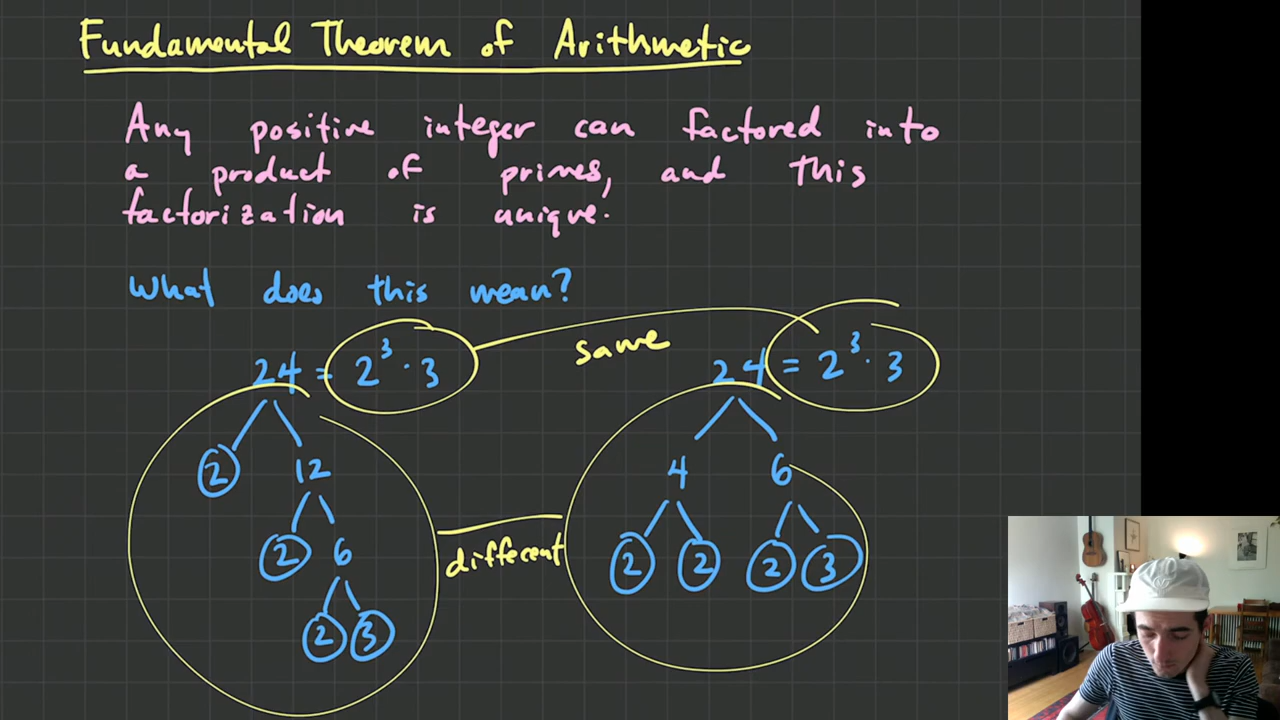 Fundamental Theorem of Arithmetic
Any positive integer can factored into
a product of primes, and this
factorization is unique.
What does this mean?
same
24 = 2³ · 3 24 = 2³ · 3
2 12 4 6
2 6 different 2 2 2 3
2 3